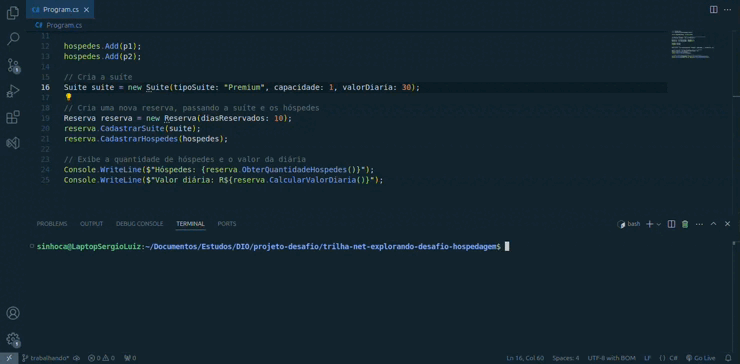 C# Program.cs
C# Program.cs
11
12 hospedes.Add(p1);
13 hospedes.Add(p2);
14
15 // Cria a suíte
16 Suite suite = new Suite(tipoSuite: "Premium", capacidade: 1, valorDiaria: 30);
17
18 // Cria uma nova reserva, passando a suíte e os hóspedes
19 Reserva reserva = new Reserva(diasReservados: 10);
20 reserva.CadastrarSuite(suite);
21 reserva.CadastrarHospedes(hospedes);
22
23 // Exibe a quantidade de hóspedes e o valor da diária
24 Console.WriteLine($"Hóspedes: {reserva.ObterQuantidadeHospedes()}");
25 Console.WriteLine($"Valor diária: R${reserva.CalcularValorDiaria()}");
PROBLEMS OUTPUT DEBUG CONSOLE TERMINAL PORTS bash
sinhoca@LaptopSergioLuiz:~/Documentos/Estudos/DIO/projeto-desafio/trilha-net-explorando-desafio-hospedagem$
trabalhando* 0 0 0 Ln 16, Col 60 Spaces: 4 UTF-8 with BOM LF {} C# Go Live